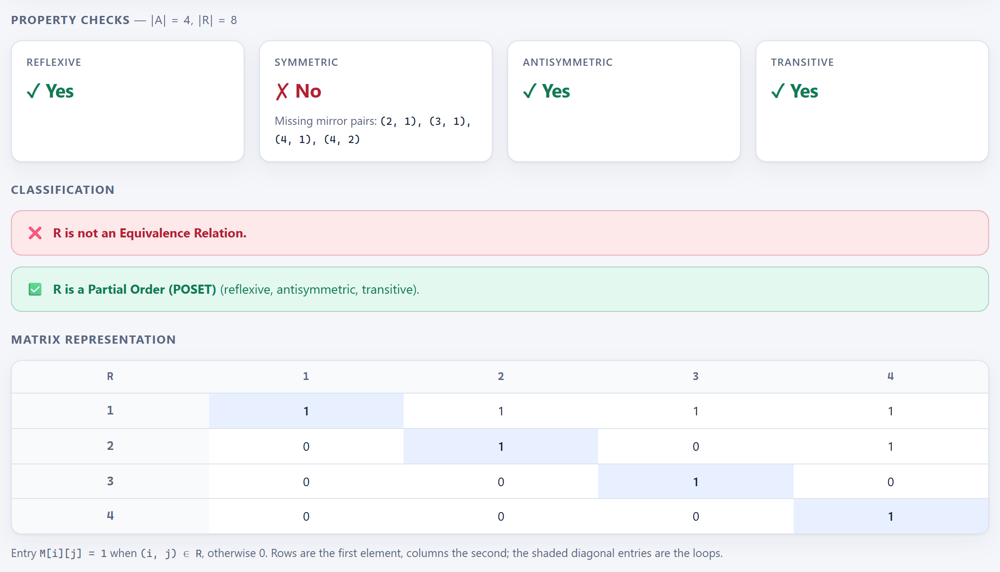 PROPERTY CHECKS — |A| = 4, |R| = 8
REFLEXIVE
✓ Yes
SYMMETRIC
✗ No
Missing mirror pairs: (2, 1), (3, 1),
(4, 1), (4, 2)
ANTISYMMETRIC
✓ Yes
TRANSITIVE
✓ Yes
CLASSIFICATION
❌ R is not an Equivalence Relation.
✅ R is a Partial Order (POSET) (reflexive, antisymmetric, transitive).
MATRIX REPRESENTATION
R 1 2 3 4
1 1 1 1 1
2 0 1 0 1
3 0 0 1 0
4 0 0 0 1
Entry M[i][j] = 1 when (i, j) ∈ R, otherwise 0. Rows are the first element, columns the second; the shaded diagonal entries are the loops.